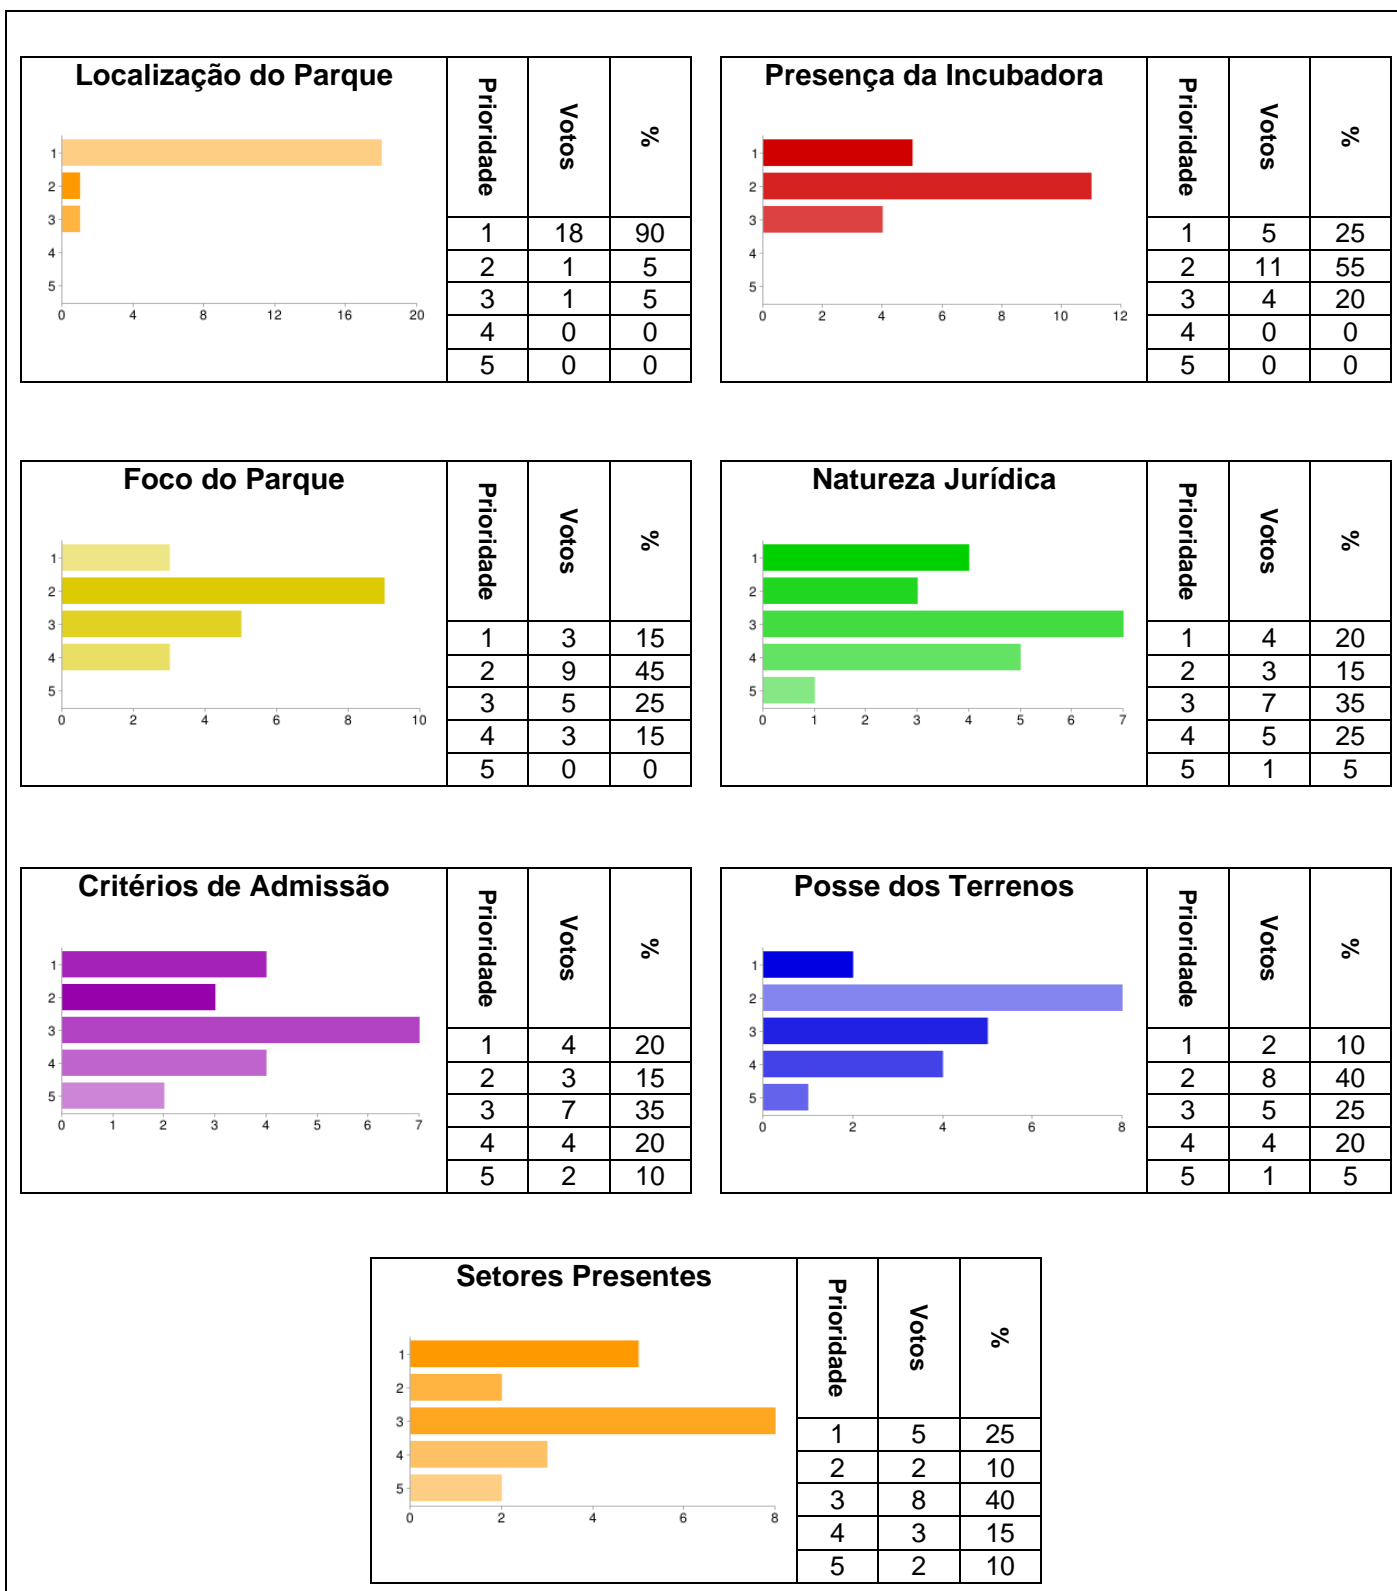 Localização do Parque
Prioridade Votos %
1
2
3
4
5
0 4 8 12 16 20
1 18 90
2 1 5
3 1 5
4 0 0
5 0 0
Presença da Incubadora
Prioridade Votos %
1
2
3
4
5
0 2 4 6 8 10 12
1 5 25
2 11 55
3 4 20
4 0 0
5 0 0
Foco do Parque
Prioridade Votos %
1
2
3
4
5
0 2 4 6 8 10
1 3 15
2 9 45
3 5 25
4 3 15
5 0 0
Natureza Jurídica
Prioridade Votos %
1
2
3
4
5
0 1 2 3 4 5 6 7
1 4 20
2 3 15
3 7 35
4 5 25
5 1 5
Critérios de Admissão
Prioridade Votos %
1
2
3
4
5
0 1 2 3 4 5 6 7
1 4 20
2 3 15
3 7 35
4 4 20
5 2 10
Posse dos Terrenos
Prioridade Votos %
1
2
3
4
5
0 2 4 6 8
1 2 10
2 8 40
3 5 25
4 4 20
5 1 5
Setores Presentes
Prioridade Votos %
1
2
3
4
5
0 2 4 6 8
1 5 25
2 2 10
3 8 40
4 3 15
5 2 10